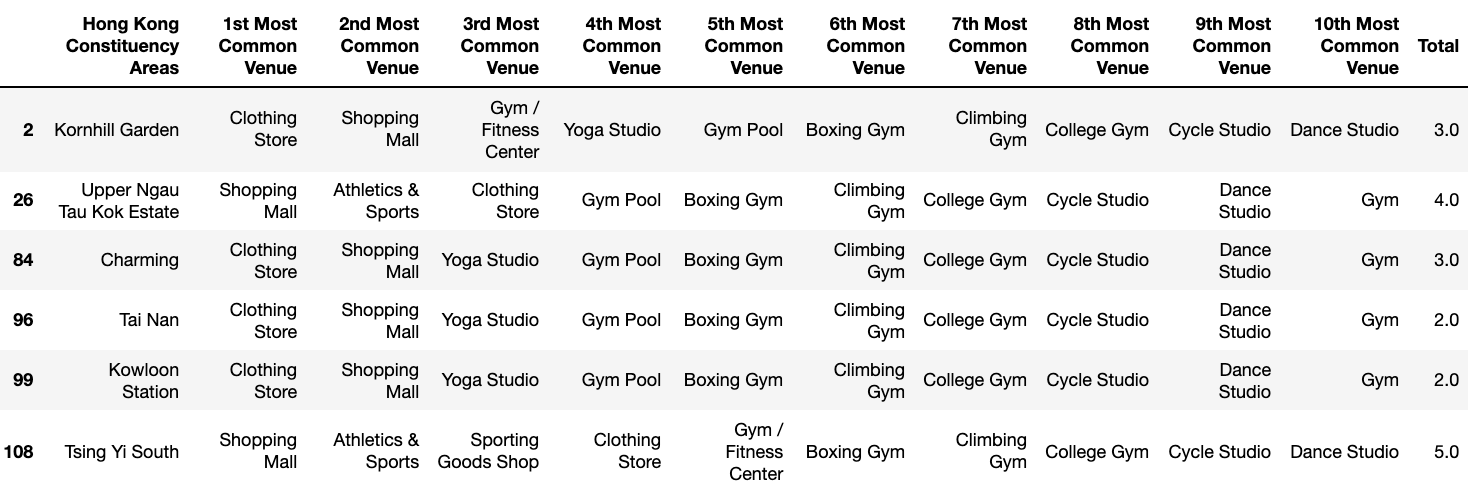 Hong Kong Constituency Areas 1st Most Common Venue 2nd Most Common Venue 3rd Most Common Venue 4th Most Common Venue 5th Most Common Venue 6th Most Common Venue 7th Most Common Venue 8th Most Common Venue 9th Most Common Venue 10th Most Common Venue Total
2 Kornhill Garden Clothing Store Shopping Mall Gym / Fitness Center Yoga Studio Gym Pool Boxing Gym Climbing Gym College Gym Cycle Studio Dance Studio 3.0
26 Upper Ngau Tau Kok Estate Shopping Mall Athletics & Sports Clothing Store Gym Pool Boxing Gym Climbing Gym College Gym Cycle Studio Dance Studio Gym 4.0
84 Charming Clothing Store Shopping Mall Yoga Studio Gym Pool Boxing Gym Climbing Gym College Gym Cycle Studio Dance Studio Gym 3.0
96 Tai Nan Clothing Store Shopping Mall Yoga Studio Gym Pool Boxing Gym Climbing Gym College Gym Cycle Studio Dance Studio Gym 2.0
99 Kowloon Station Clothing Store Shopping Mall Yoga Studio Gym Pool Boxing Gym Climbing Gym College Gym Cycle Studio Dance Studio Gym 2.0
108 Tsing Yi South Shopping Mall Athletics & Sports Sporting Goods Shop Clothing Store Gym / Fitness Center Boxing Gym Climbing Gym College Gym Cycle Studio Dance Studio 5.0